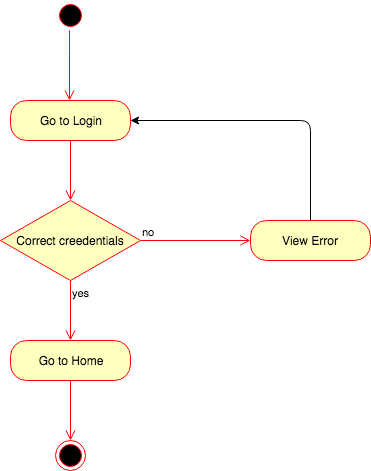 Go to Login
Correct creedentials
no
View Error
yes
Go to Home